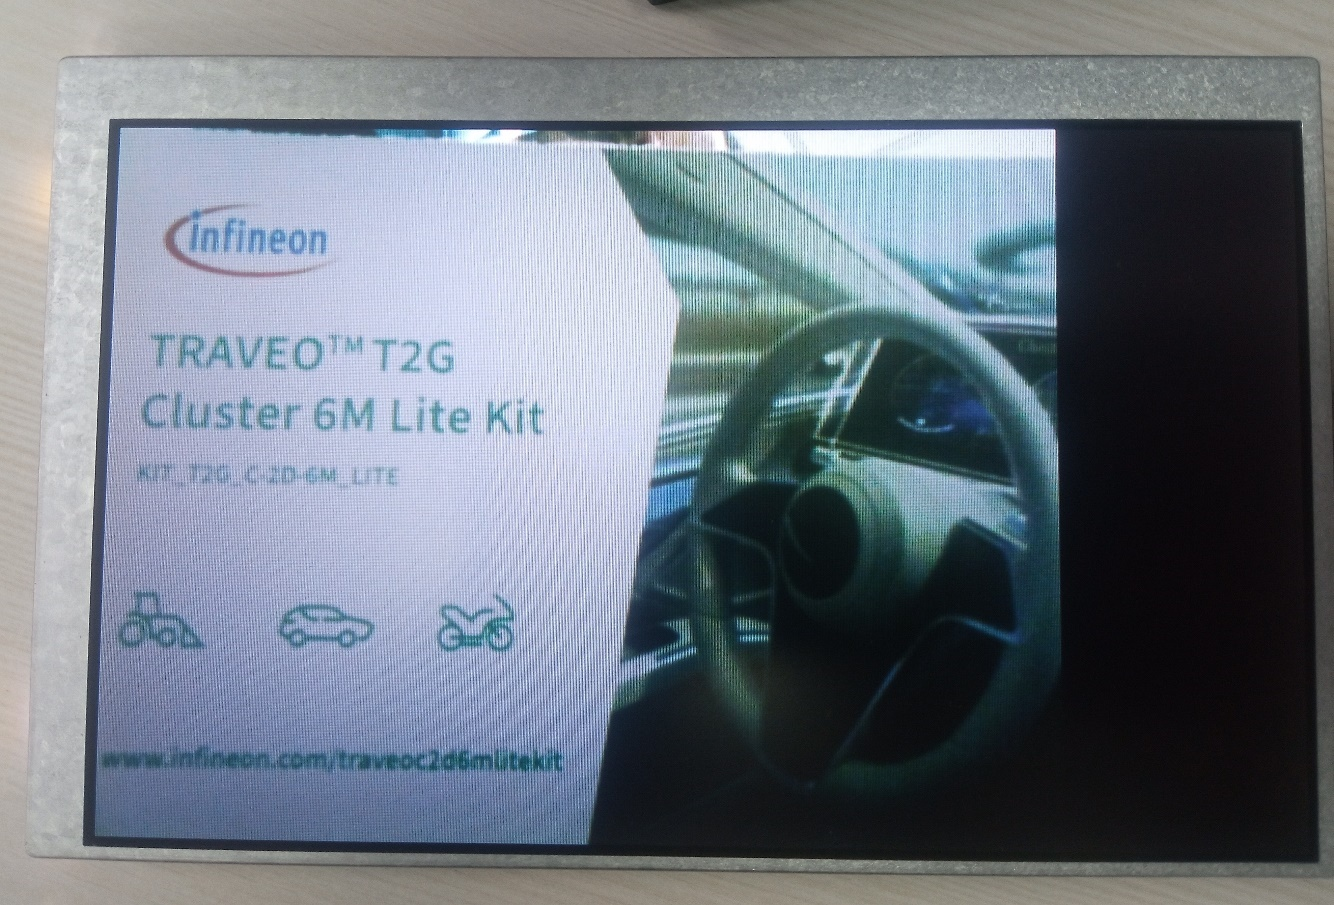 infineon
TRAVEO™ T2G
Cluster 6M Lite Kit
KIT_T2G_C-2D-6M_LITE
www.infineon.com/traveoc2d6mlitekit